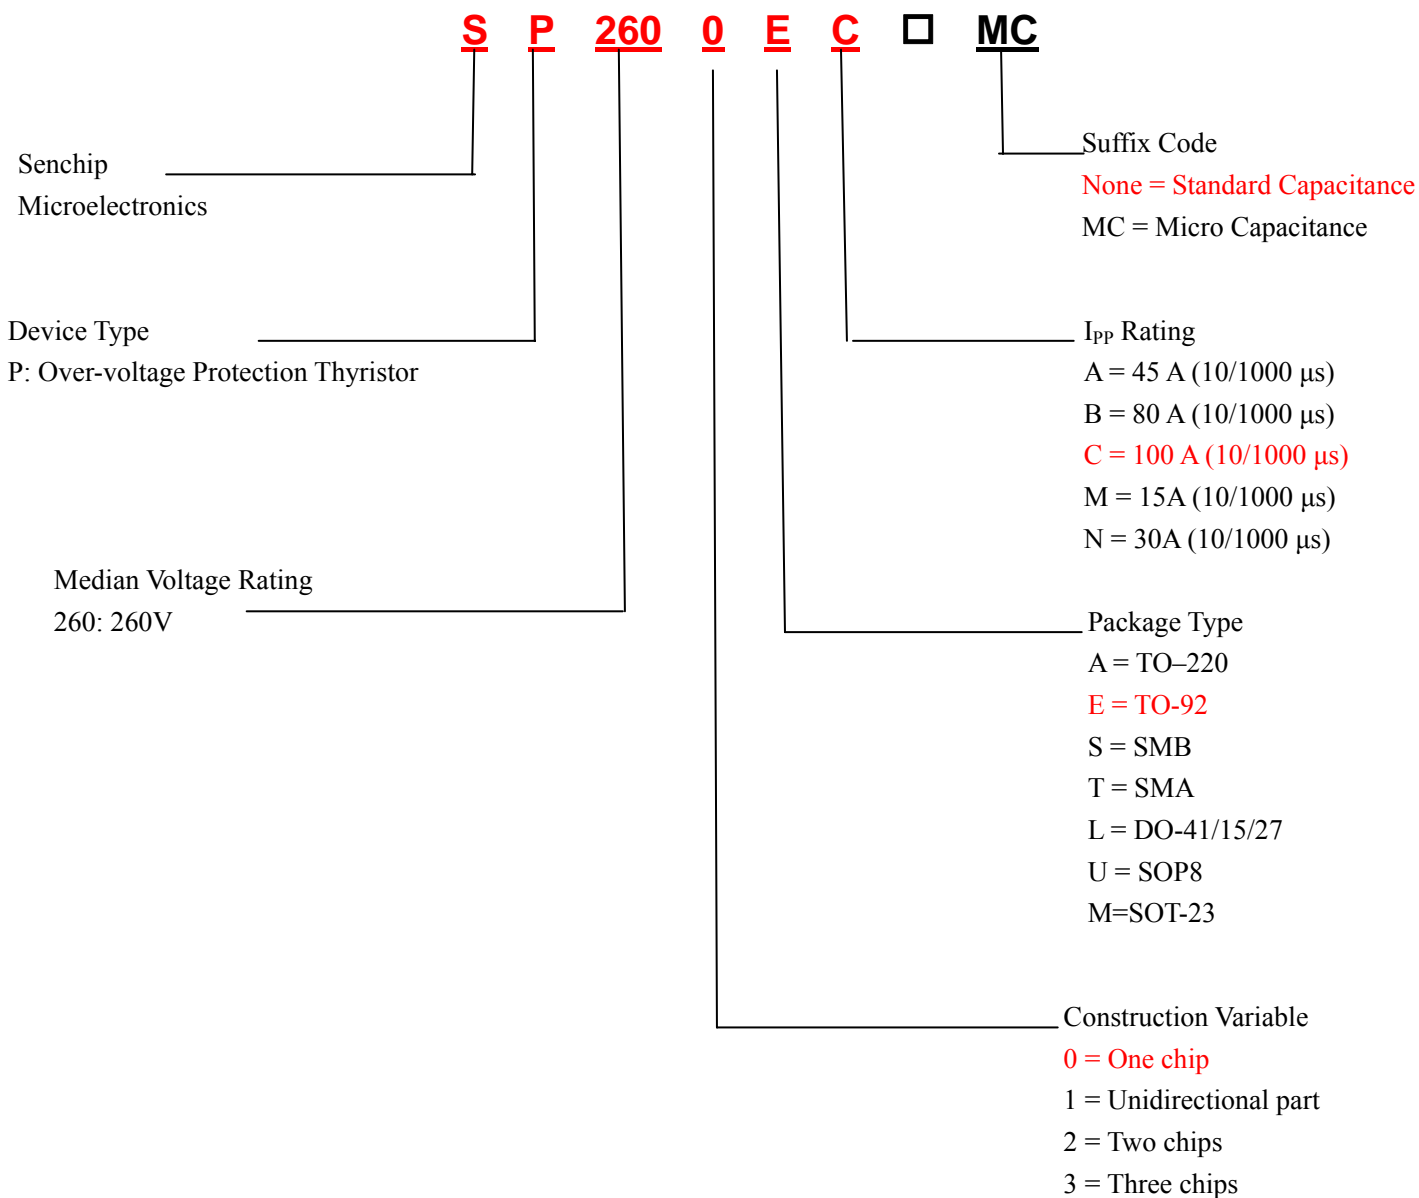 S P 260 0 E C □ MC
Senchip
Microelectronics
Device Type
P: Over-voltage Protection Thyristor
Median Voltage Rating
260: 260V
Suffix Code
None = Standard Capacitance
MC = Micro Capacitance
IPP Rating
A = 45 A (10/1000 μs)
B = 80 A (10/1000 μs)
C = 100 A (10/1000 μs)
M = 15A (10/1000 μs)
N = 30A (10/1000 μs)
Package Type
A = TO–220
E = TO-92
S = SMB
T = SMA
L = DO-41/15/27
U = SOP8
M=SOT-23
Construction Variable
0 = One chip
1 = Unidirectional part
2 = Two chips
3 = Three chips